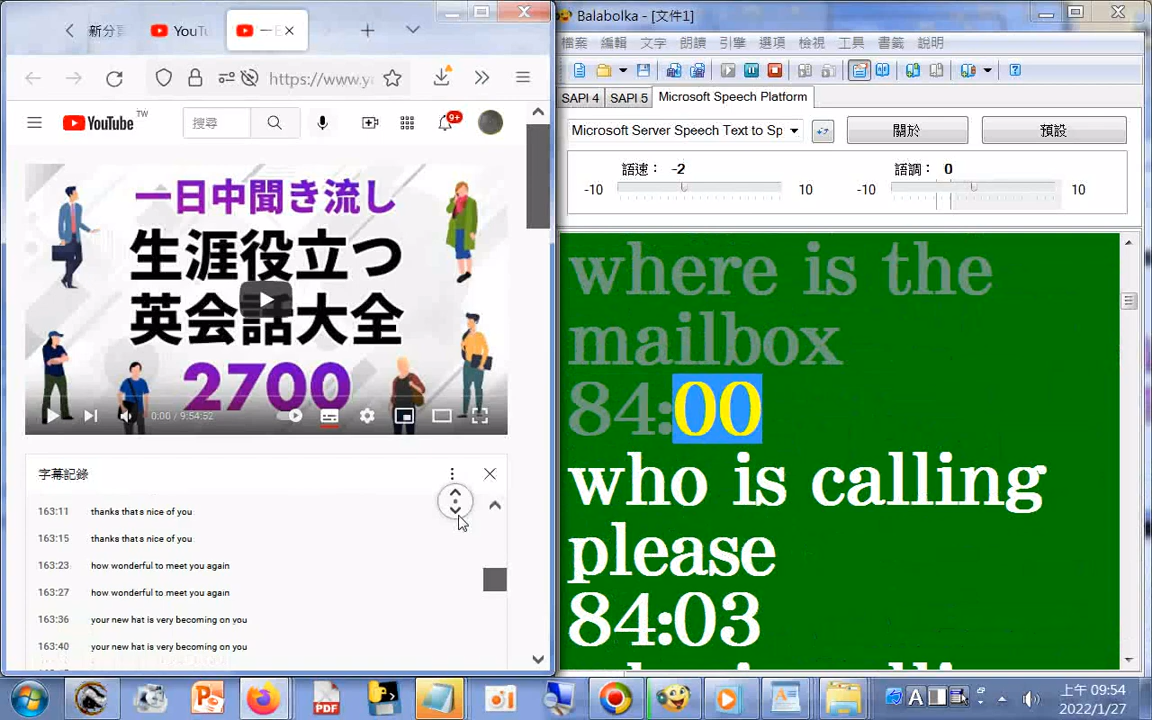 新分
YouTu
一 E
https://www.y
YouTube
TW
搜尋
9+
一日中聞き流し
生涯役立つ
英会話大全
2700
0:00 / 9:54:52
字幕記錄
163:11 thanks that s nice of you
163:15 thanks that s nice of you
163:23 how wonderful to meet you again
163:27 how wonderful to meet you again
163:36 your new hat is very becoming on you
163:40 your new hat is very becoming on you
Balabolka - [文件1]
檔案 編輯 文字 朗讀 引擎 選項 檢視 工具 書籤 說明
SAPI 4 SAPI 5 Microsoft Speech Platform
Microsoft Server Speech Text to Sp
關於
預設
語速： -2
語調： 0
-10 10 -10 10
where is the
mailbox
84:00
who is calling
please
84:03
PDF
A
上午 09:54
2022/1/27